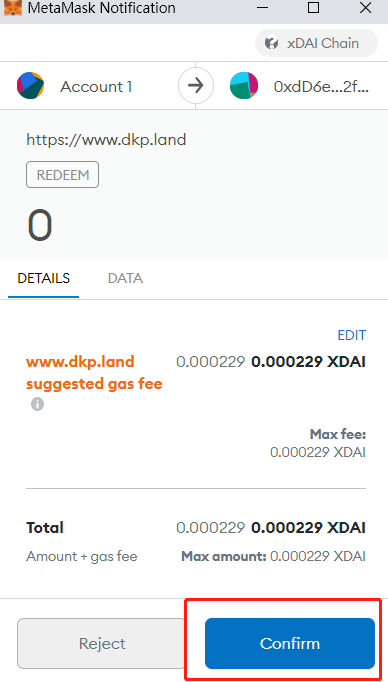 MetaMask Notification
xDAI Chain
Account 1
0xdD6e...2f...
https://www.dkp.land
REDEEM
0
DETAILS
DATA
EDIT
www.dkp.land 0.000229 0.000229 XDAI
suggested gas fee
Max fee:
0.000229 XDAI
Total 0.000229 0.000229 XDAI
Amount + gas fee Max amount: 0.000229 XDAI
Reject
Confirm